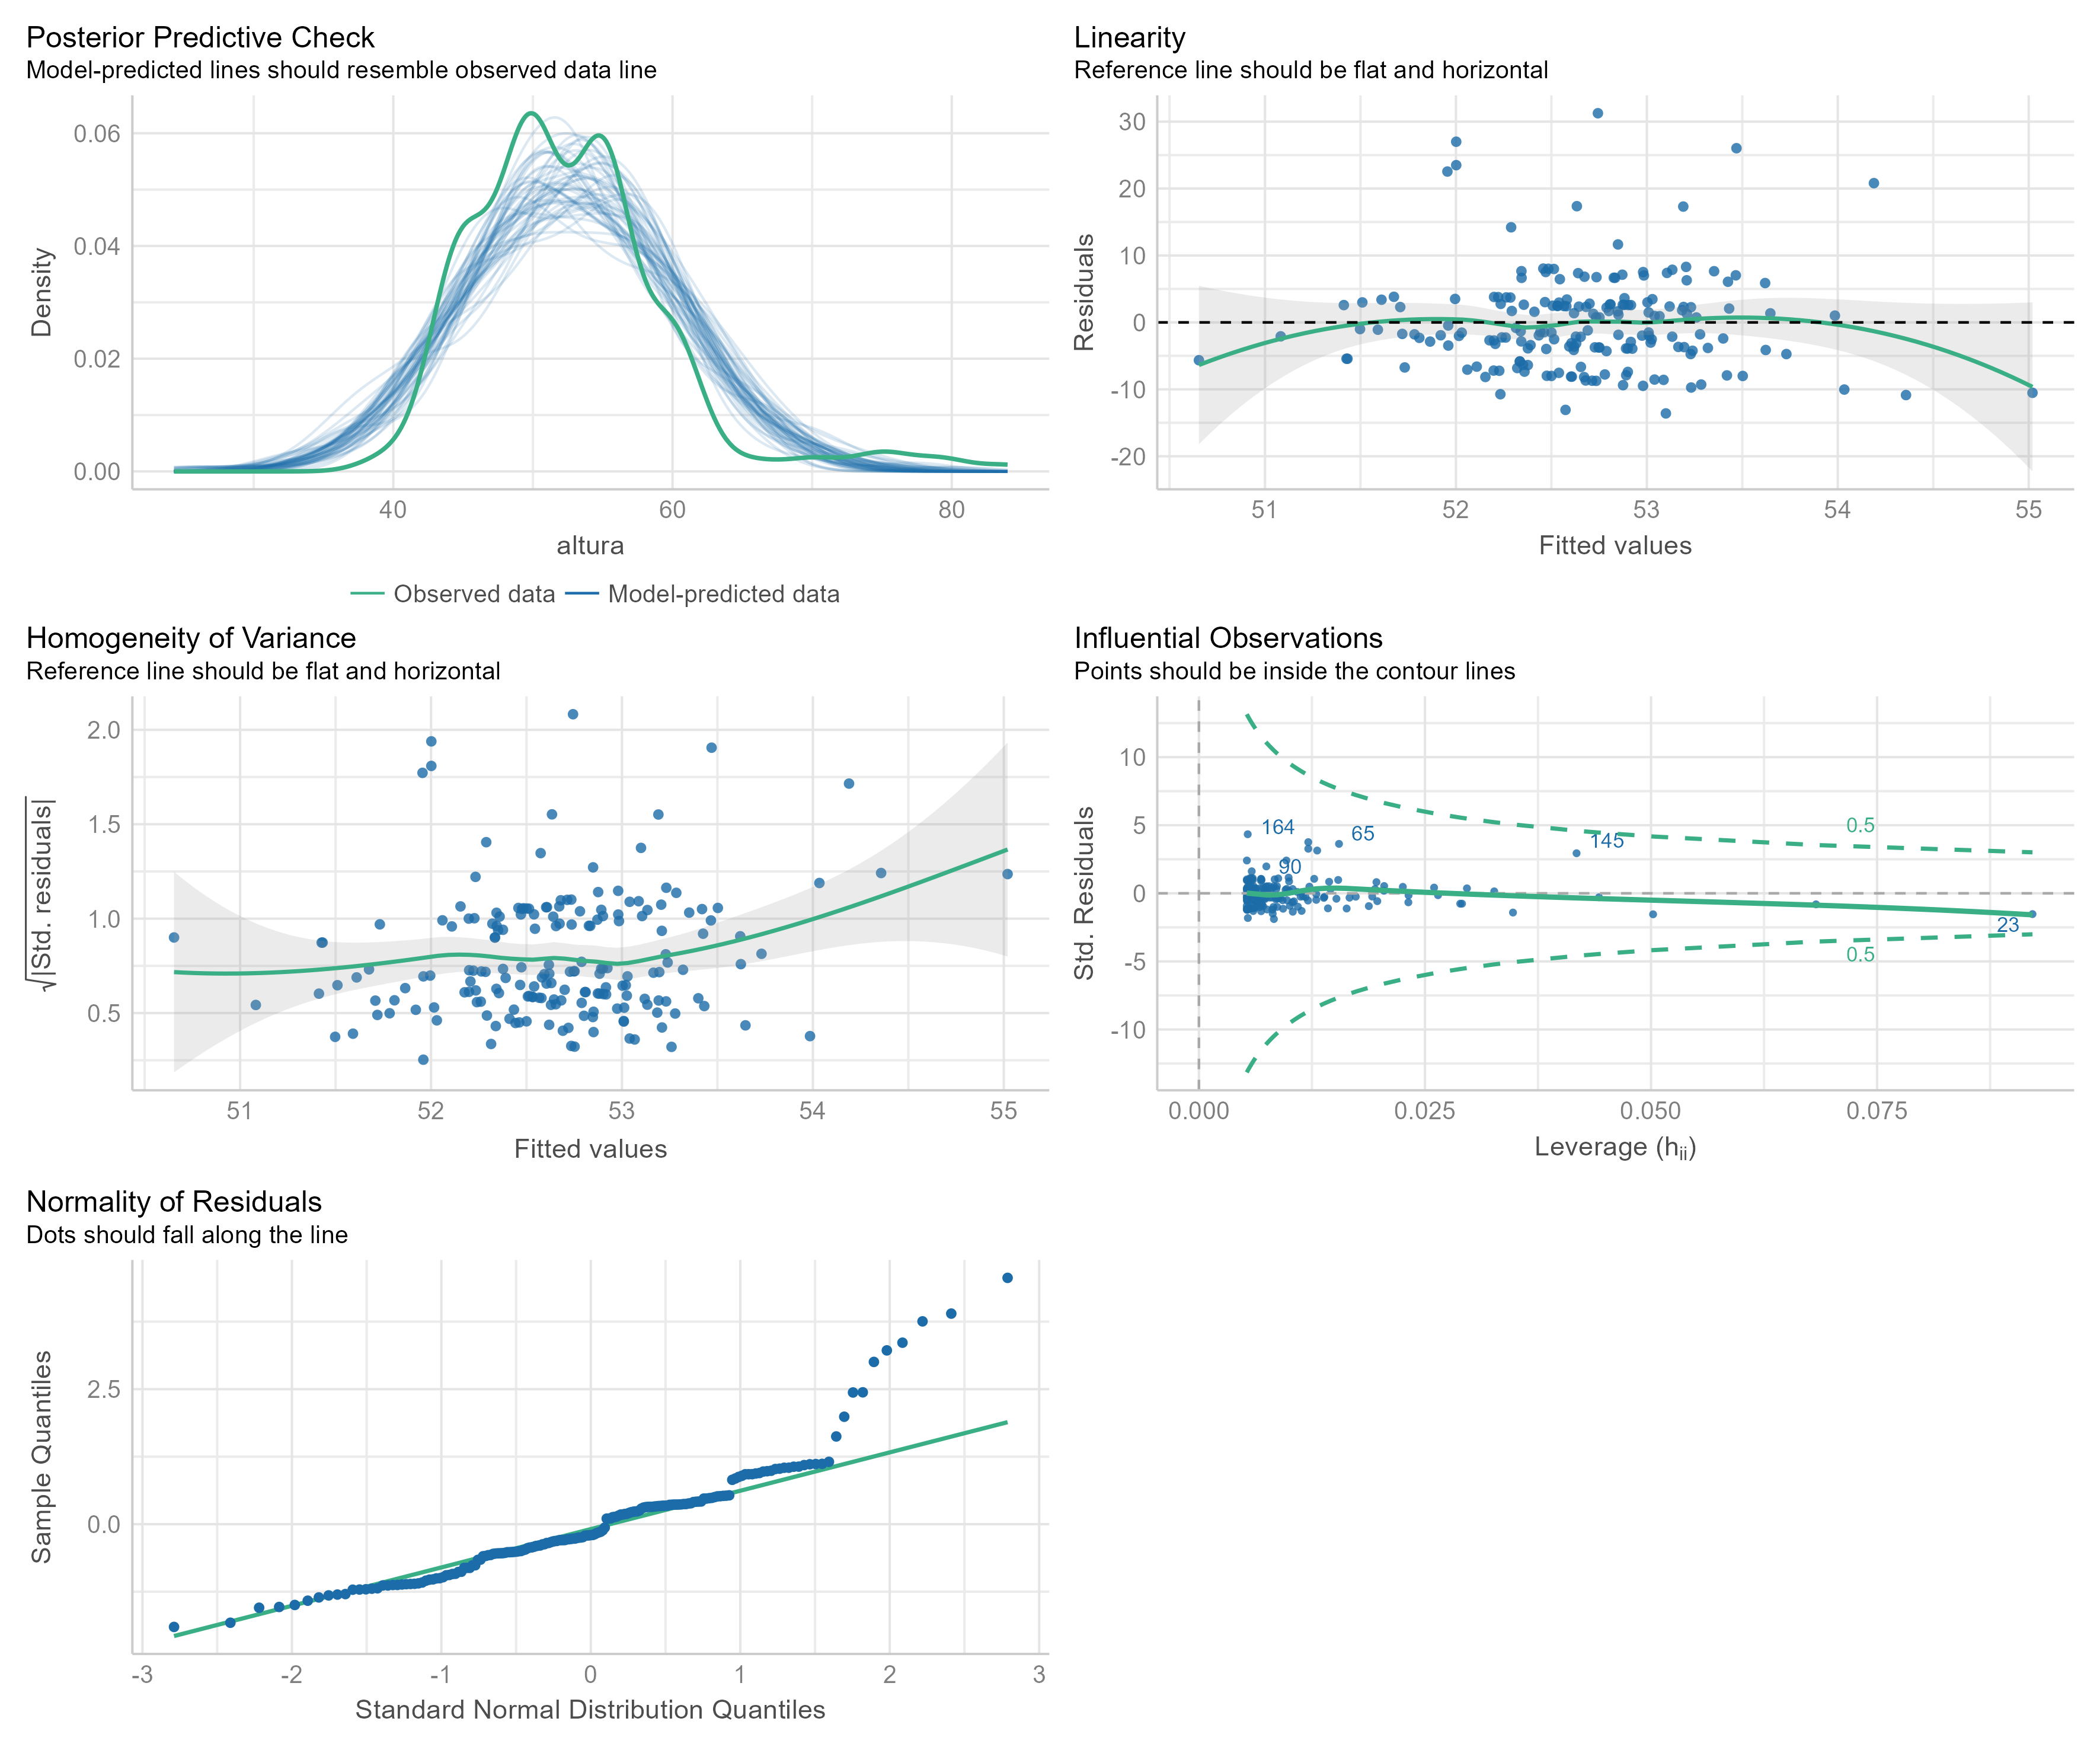 Posterior Predictive Check
Model-predicted lines should resemble observed data line
0.06
0.04
0.02
0.00
Density
40
60
80
altura
Observed data
Model-predicted data
Linearity
Reference line should be flat and horizontal
30
20
10
0
-10
-20
Residuals
51
52
53
54
55
Fitted values
Homogeneity of Variance
Reference line should be flat and horizontal
2.0
1.5
1.0
0.5
√|Std. residuals|
51
52
53
54
55
Fitted values
Influential Observations
Points should be inside the contour lines
10
5
0
-5
-10
Std. Residuals
164
65
90
145
23
0.5
0.5
0.000
0.025
0.050
0.075
Leverage (hii)
Normality of Residuals
Dots should fall along the line
2.5
0.0
Sample Quantiles
-3
-2
-1
0
1
2
3
Standard Normal Distribution Quantiles